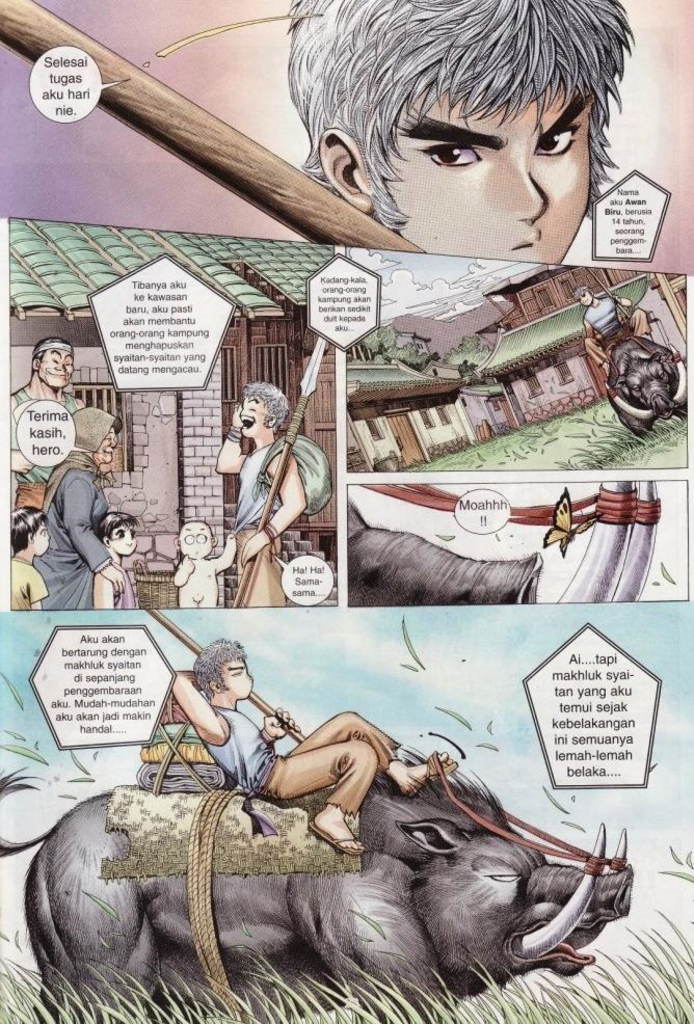 Selesai
tugas
aku hari
nie.
Nama
aku Awan
Biru, berusia
14 tahun,
seorang
penggem-
bara....
Tibanya aku
ke kawasan
baru, aku pasti
akan membantu
orang-orang kampung
menghapuskan
syaitan-syaitan yang
datang mengacau.
Kadang-kala,
orang-orang
kampung akan
berikan sedikit
duit kepada
aku...
Terima
kasih,
hero.
Ha! Ha!
Sama-
sama....
Moahhh
!!
Aku akan
bertarung dengan
makhluk syaitan
di sepanjang
penggembaraan
aku. Mudah-mudahan
aku akan jadi makin
handal.....
Ai....tapi
makhluk syai-
tan yang aku
temui sejak
kebelakangan
ini semuanya
lemah-lemah
belaka....